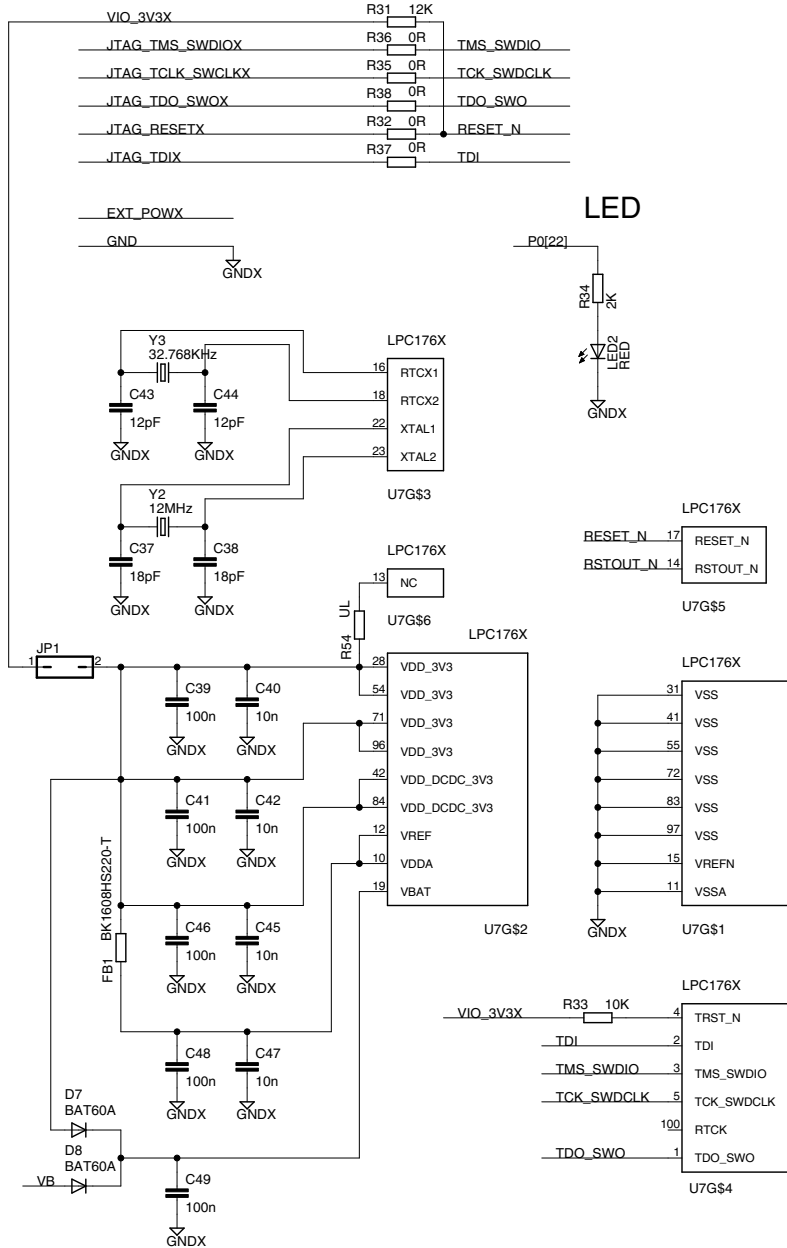 VIO_3V3X R31 12K
JTAG_TMS_SWDIOX R36 0R TMS_SWDIO
JTAG_TCLK_SWCLKX R35 0R TCK_SWDCLK
JTAG_TDO_SWOX R38 0R TDO_SWO
JTAG_RESETX R32 0R RESET_N
JTAG_TDIX R37 0R TDI
EXT_POWX
GND
GNDX
LED
P0[22]
R34
2K
LED2
RED
GNDX
Y3
32.768KHz
C43
12pF
GNDX
C44
12pF
GNDX
LPC176X
16 RTCX1
18 RTCX2
22 XTAL1
23 XTAL2
U7G$3
Y2
12MHz
C37
18pF
GNDX
C38
18pF
GNDX
LPC176X
13 NC
U7G$6
UL
R54
LPC176X
RESET_N 17 RESET_N
RSTOUT_N 14 RSTOUT_N
U7G$5
JP1
1 2
C39
100n
GNDX
C40
10n
GNDX
C41
100n
GNDX
C42
10n
GNDX
BK1608HS220-T
FB1
C46
100n
GNDX
C45
10n
GNDX
C48
100n
GNDX
C47
10n
GNDX
D7
BAT60A
D8
BAT60A
VB
C49
100n
GNDX
LPC176X
28 VDD_3V3
54 VDD_3V3
71 VDD_3V3
96 VDD_3V3
42 VDD_DCDC_3V3
84 VDD_DCDC_3V3
12 VREF
10 VDDA
19 VBAT
U7G$2
LPC176X
31 VSS
41 VSS
55 VSS
72 VSS
83 VSS
97 VSS
15 VREFN
11 VSSA
GNDX
U7G$1
LPC176X
VIO_3V3X R33 10K 4 TRST_N
TDI 2 TDI
TMS_SWDIO 3 TMS_SWDIO
TCK_SWDCLK 5 TCK_SWDCLK
100 RTCK
TDO_SWO 1 TDO_SWO
U7G$4